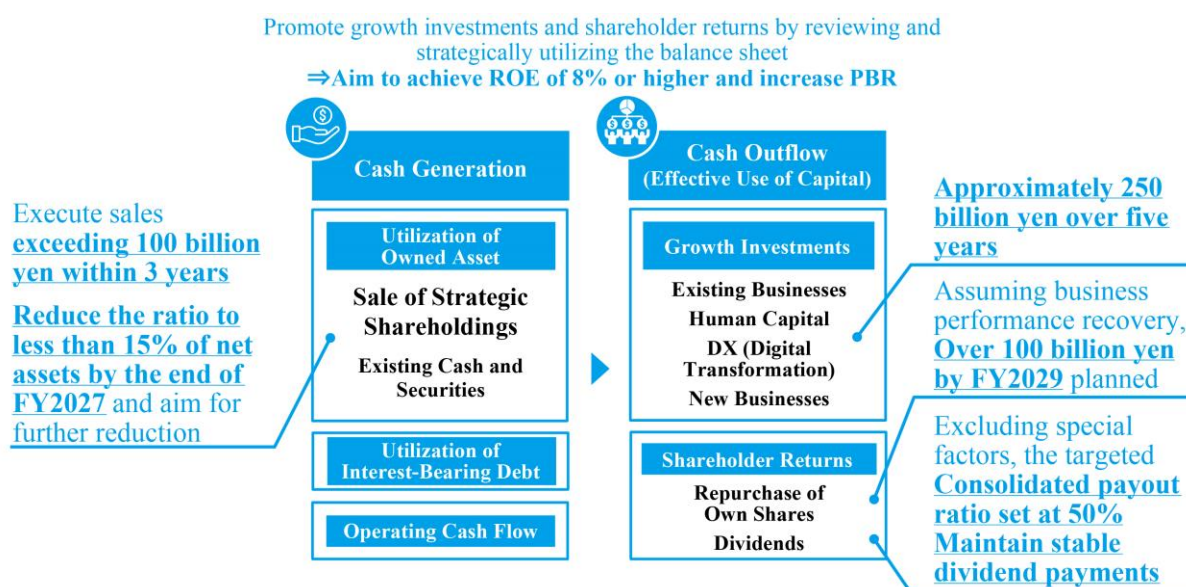 Promote growth investments and shareholder returns by reviewing and
strategically utilizing the balance sheet
⇒Aim to achieve ROE of 8% or higher and increase PBR
Cash Generation
Cash Outflow
(Effective Use of Capital)
Execute sales
exceeding 100 billion
yen within 3 years
Reduce the ratio to
less than 15% of net
assets by the end of
FY2027 and aim for
further reduction
Utilization of
Owned Asset
Sale of Strategic
Shareholdings
Existing Cash and
Securities
Utilization of
Interest-Bearing Debt
Operating Cash Flow
Growth Investments
Existing Businesses
Human Capital
DX (Digital
Transformation)
New Businesses
Shareholder Returns
Repurchase of
Own Shares
Dividends
Approximately 250
billion yen over five
years
Assuming business
performance recovery,
Over 100 billion yen
by FY2029 planned
Excluding special
factors, the targeted
Consolidated payout
ratio set at 50%
Maintain stable
dividend payments